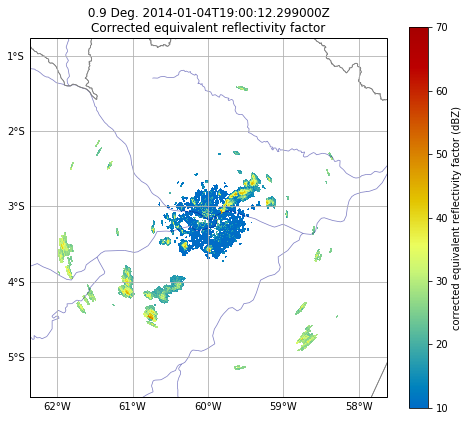 0.9 Deg. 2014-01-04T19:00:12.299000Z
Corrected equivalent reflectivity factor
1°S
2°S
3°S
4°S
5°S
62°W
61°W
60°W
59°W
58°W
70
60
50
40
30
20
10
corrected equivalent reflectivity factor (dBZ)